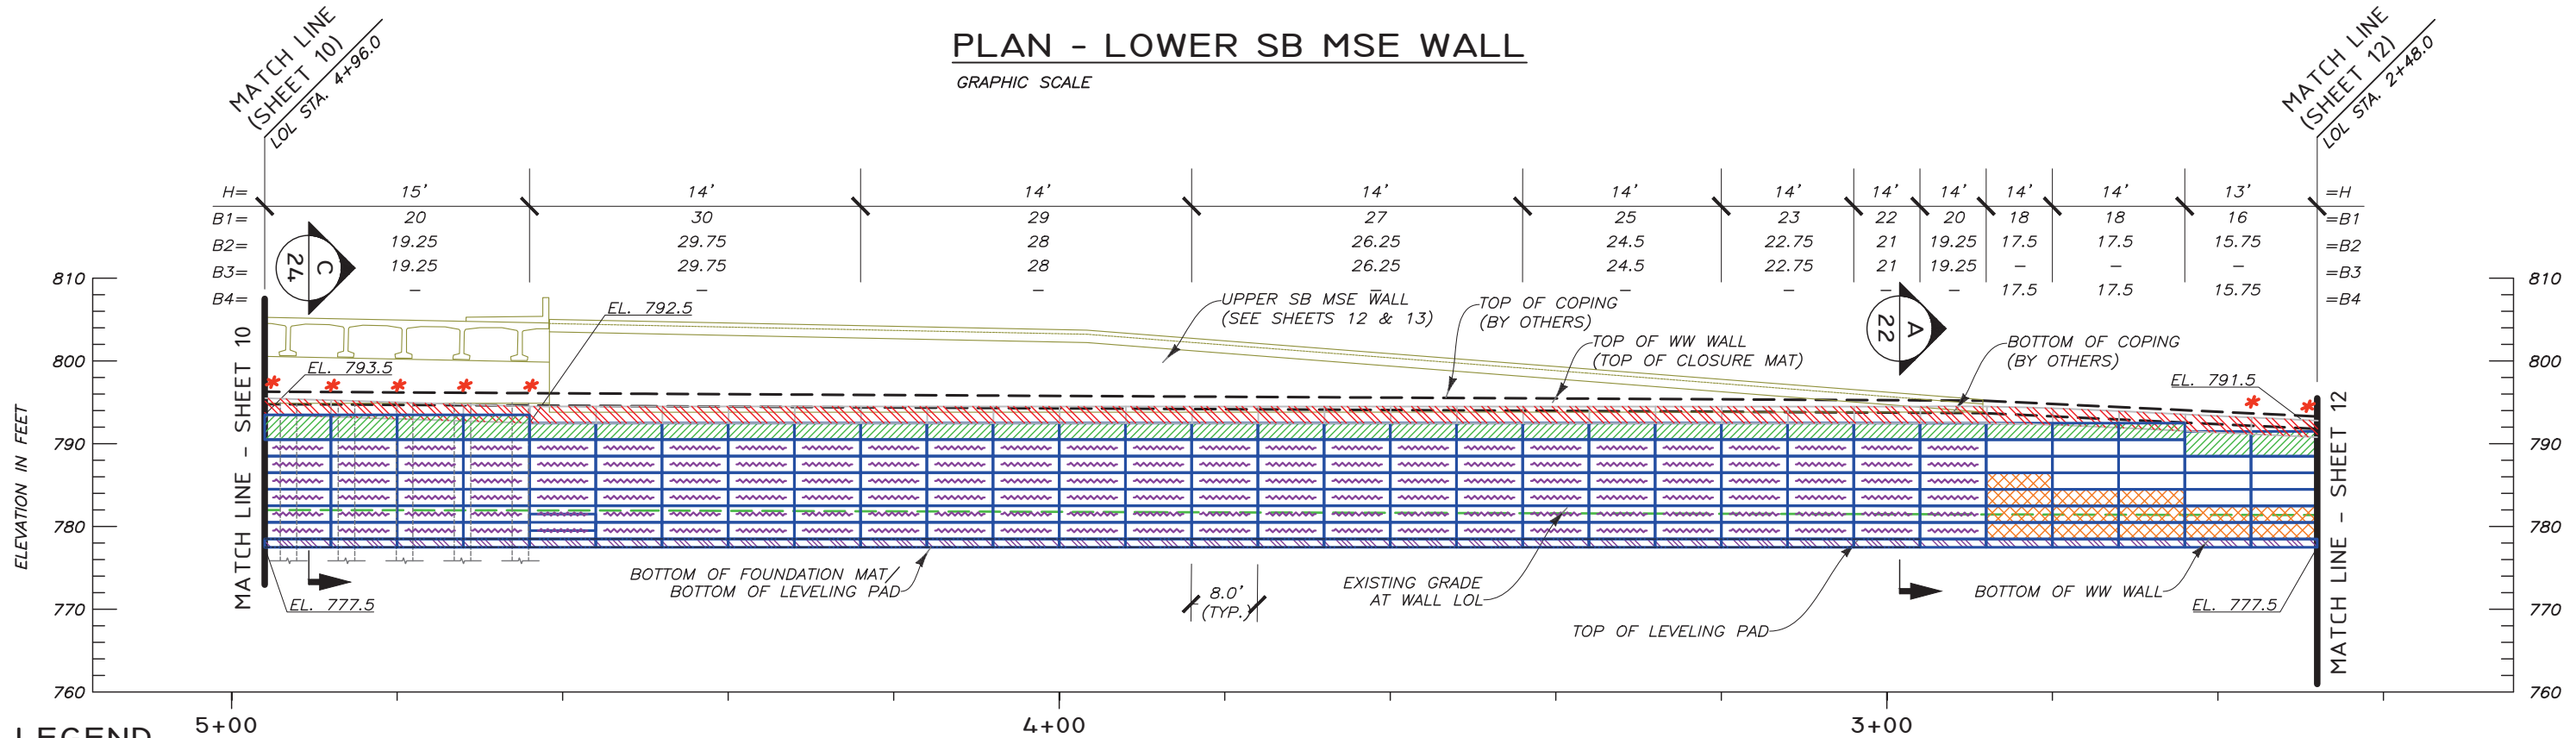 PLAN - LOWER SB MSE WALL
GRAPHIC SCALE
MATCH LINE
(SHEET 10)
LOL STA. 4+96.0
MATCH LINE
(SHEET 12)
LOL STA. 2+48.0
H= 15' 14' 14' 14' 14' 14' 14' 14' 14' 14' 13' =H
B1= 20 30 29 27 25 23 22 20 18 18 16 =B1
B2= 19.25 29.75 28 26.25 24.5 22.75 21 19.25 17.5 17.5 15.75 =B2
B3= 19.25 29.75 28 26.25 24.5 22.75 21 19.25 - - - =B3
B4= - - - - - - - - 17.5 17.5 15.75 =B4
C
24
A
22
810
800
790
780
770
760
ELEVATION IN FEET
MATCH LINE - SHEET 10
EL. 793.5
EL. 792.5
UPPER SB MSE WALL
(SEE SHEETS 12 & 13)
TOP OF COPING
(BY OTHERS)
TOP OF WW WALL
(TOP OF CLOSURE MAT)
BOTTOM OF COPING
(BY OTHERS)
EL. 791.5
* * * * * * *
EL. 777.5
BOTTOM OF FOUNDATION MAT/
BOTTOM OF LEVELING PAD
8.0'
(TYP.)
EXISTING GRADE
AT WALL LOL
TOP OF LEVELING PAD
BOTTOM OF WW WALL
EL. 777.5
MATCH LINE - SHEET 12
810
800
790
780
770
760
5+00 4+00 3+00
LEGEND